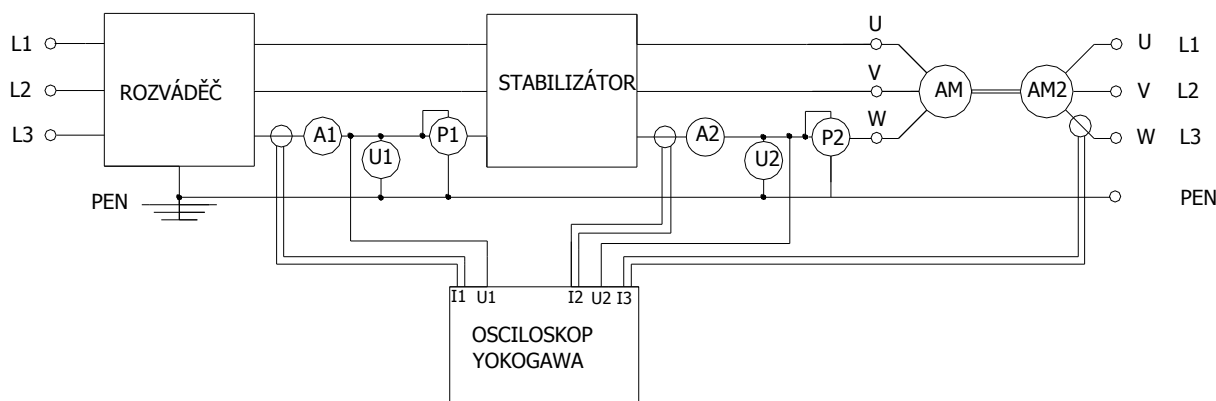 U
L1
U L1
STABILIZÁTOR
V
L2
ROZVÁDĚČ
AM
AM2
V L2
W
L3
A1
P1
A2
P2
W L3
U1
U2
PEN
PEN
I1 U1 I2 U2 I3
OSCILOSKOP
YOKOGAWA